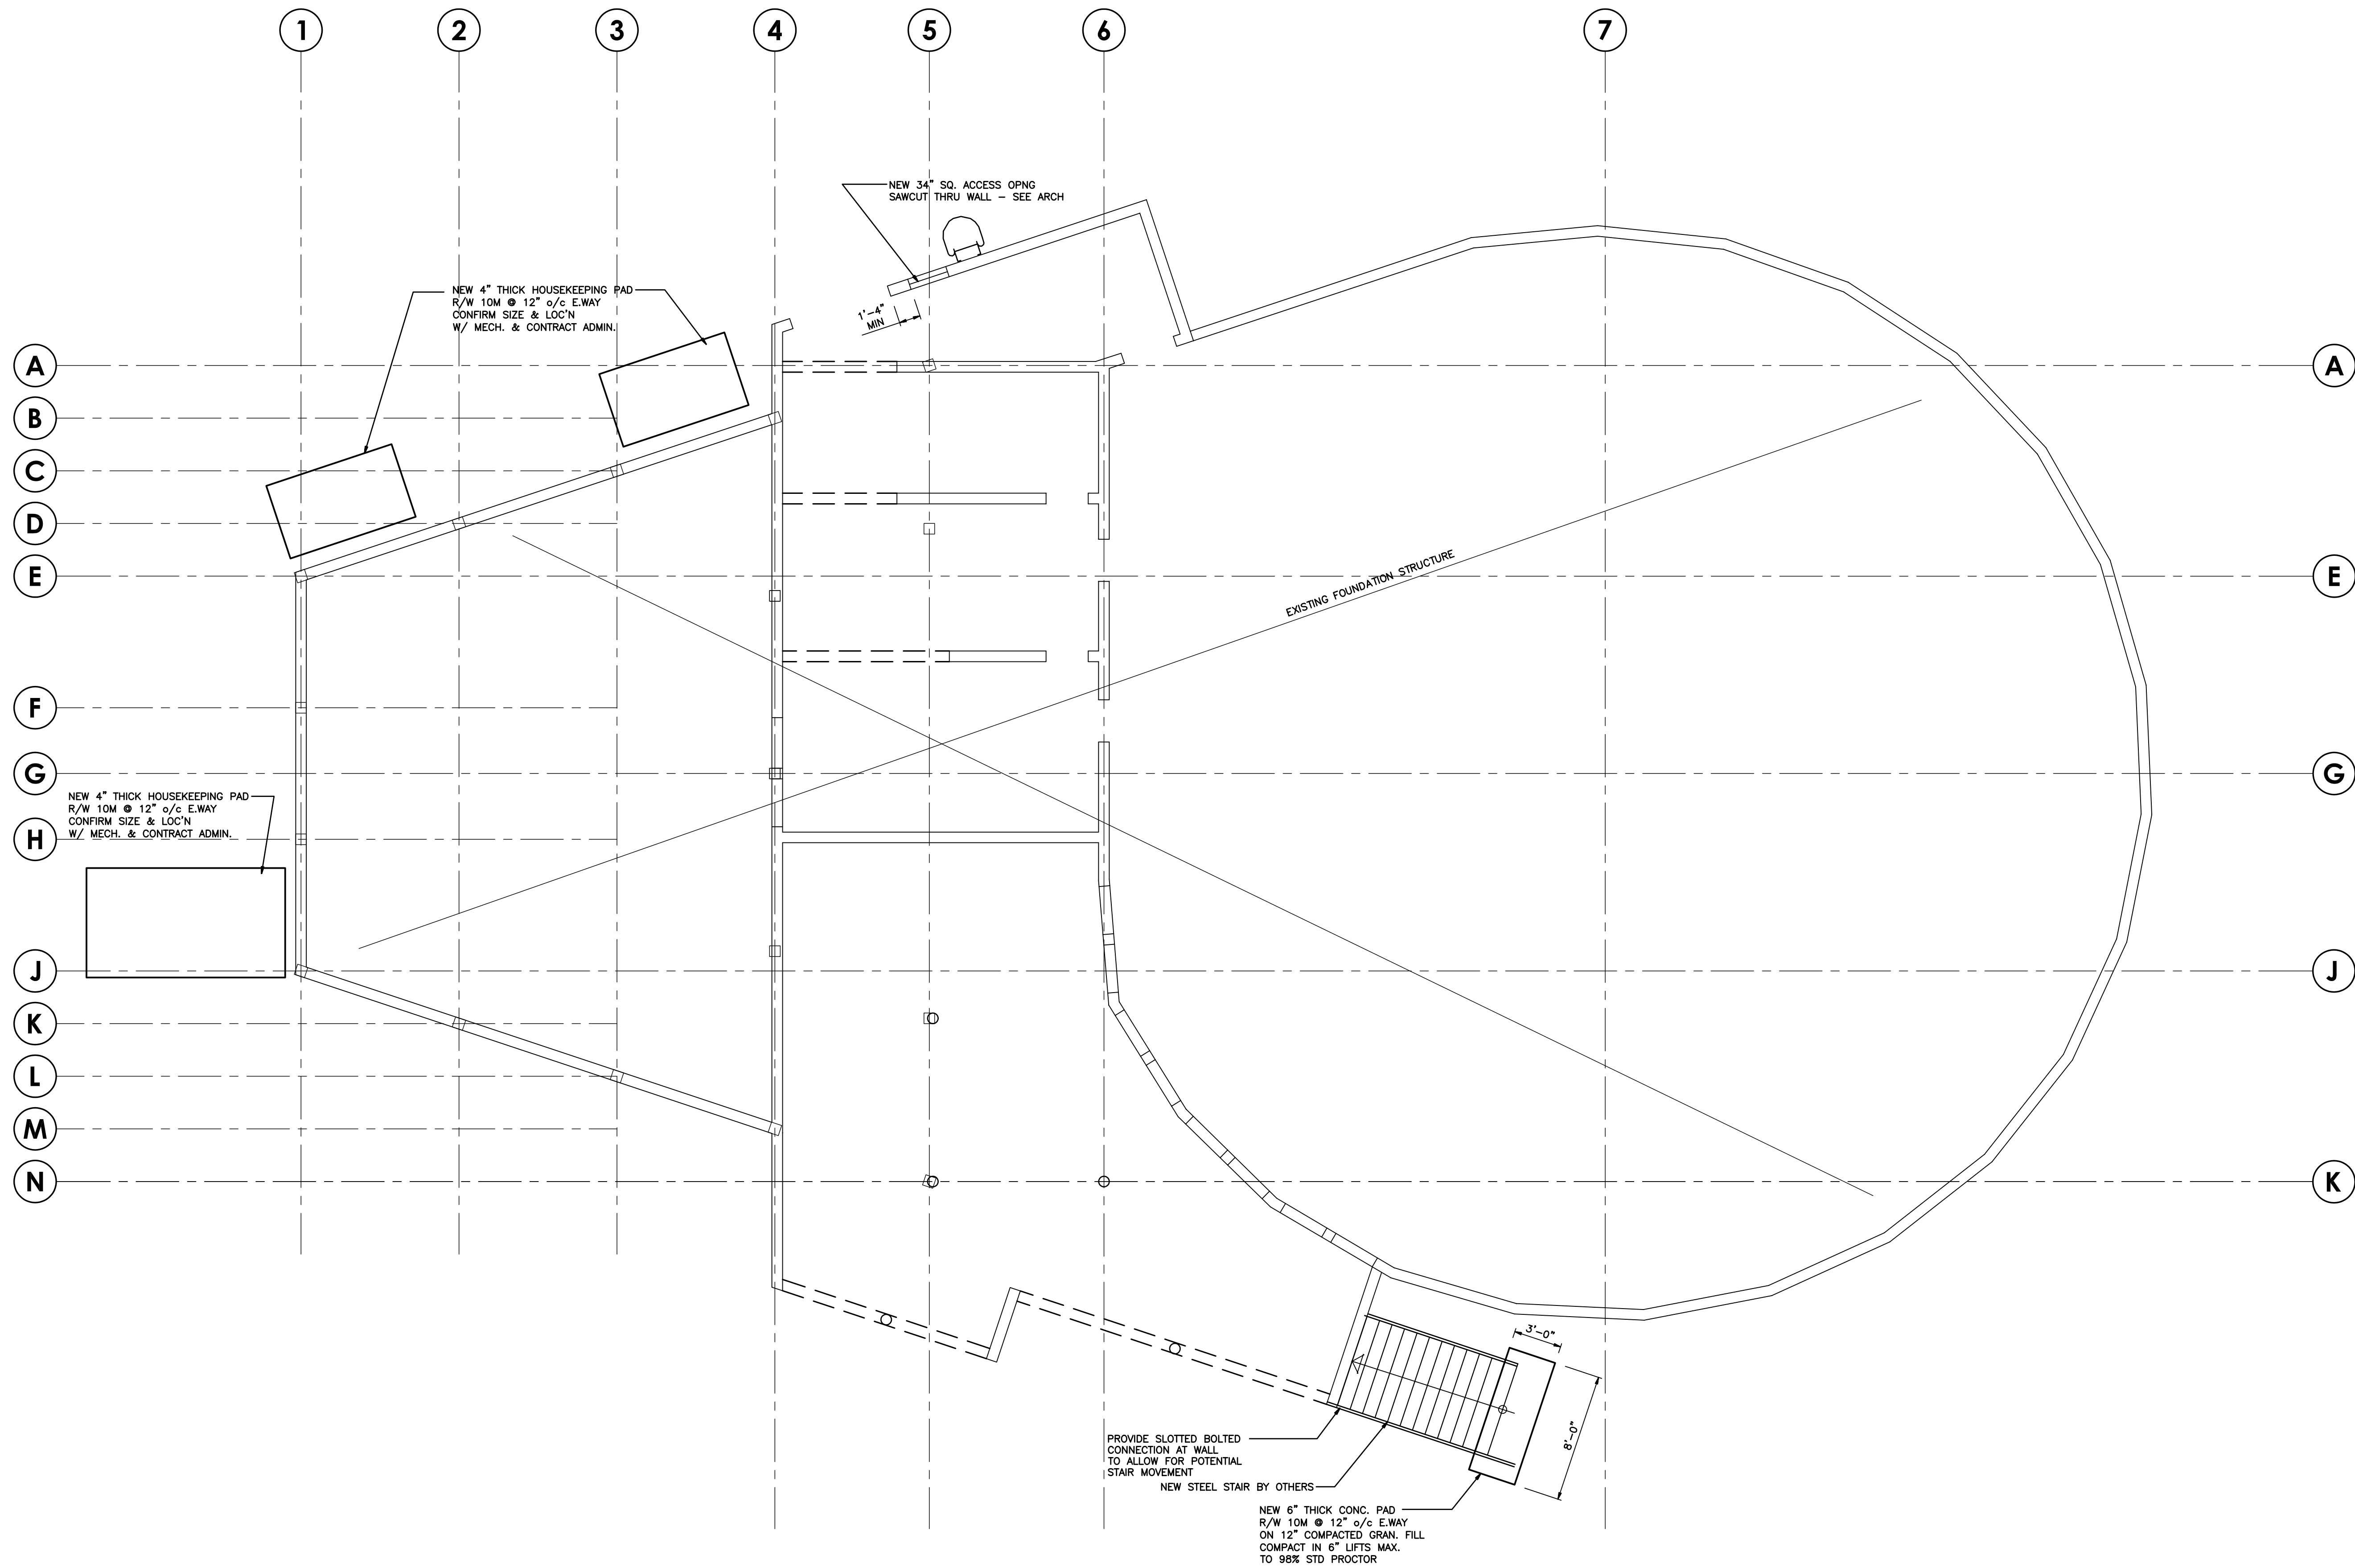 1 2 3 4 5 6 7
NEW 34" SQ. ACCESS OPNG
SAWCUT THRU WALL – SEE ARCH
NEW 4" THICK HOUSEKEEPING PAD
R/W 10M @ 12" o/c E.WAY
CONFIRM SIZE & LOC'N
W/ MECH. & CONTRACT ADMIN.
1'-4"
MIN
A A
B
C
D
E E
EXISTING FOUNDATION STRUCTURE
F
G G
NEW 4" THICK HOUSEKEEPING PAD
R/W 10M @ 12" o/c E.WAY
CONFIRM SIZE & LOC'N
W/ MECH. & CONTRACT ADMIN.
H
J J
K
L
M
N K
3'-0"
8'-0"
PROVIDE SLOTTED BOLTED
CONNECTION AT WALL
TO ALLOW FOR POTENTIAL
STAIR MOVEMENT
NEW STEEL STAIR BY OTHERS
NEW 6" THICK CONC. PAD
R/W 10M @ 12" o/c E.WAY
ON 12" COMPACTED GRAN. FILL
COMPACT IN 6" LIFTS MAX.
TO 98% STD PROCTOR